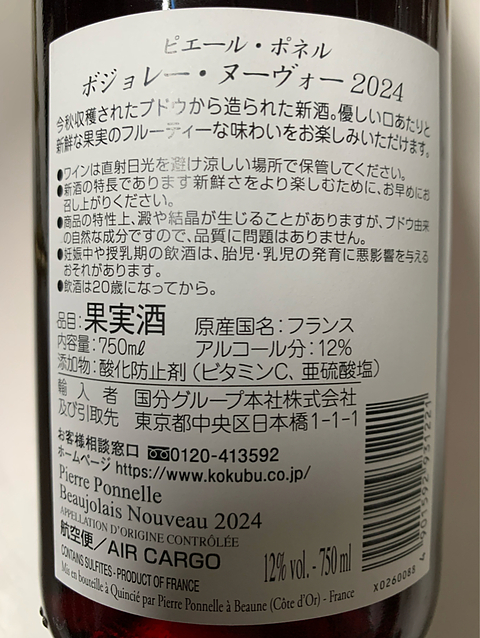 ピエール・ポネル
ボジョレー・ヌーヴォー 2024
今秋収穫されたブドウから造られた新酒。優しい口あたりと
新鮮な果実のフルーティーな味わいをお楽しみいただけます。
●ワインは直射日光を避け涼しい場所で保管してください。
●新酒の特長であります新鮮さをより楽しむために、お早めにお
召し上がりください。
●商品の特性上、澱や結晶が生じることがありますが、ブドウ由来
の自然な成分ですので、品質に問題はありません。
●妊娠中や授乳期の飲酒は、胎児・乳児の発育に悪影響を与える
おそれがあります。
●飲酒は20歳になってから。
品目:果実酒 原産国名:フランス
内容量:750mℓ アルコール分:12%
添加物:酸化防止剤(ビタミンC、亜硫酸塩)
輸入者 国分グループ本社株式会社
及び引取先 東京都中央区日本橋1-1-1
お客様相談窓口 0120-413592
ホームページ https://www.kokubu.co.jp/
Pierre Ponnelle
Beaujolais Nouveau 2024
APPELLATION D'ORIGINE CONTRÔLÉE
航空便/AIR CARGO
CONTAINS SULFITES - PRODUCT OF FRANCE
12% vol. - 750 ml
Mis en bouteille à Quincié par Pierre Ponnelle à Beaune (Côte d'Or) - France
4 901592 931221
X0260088